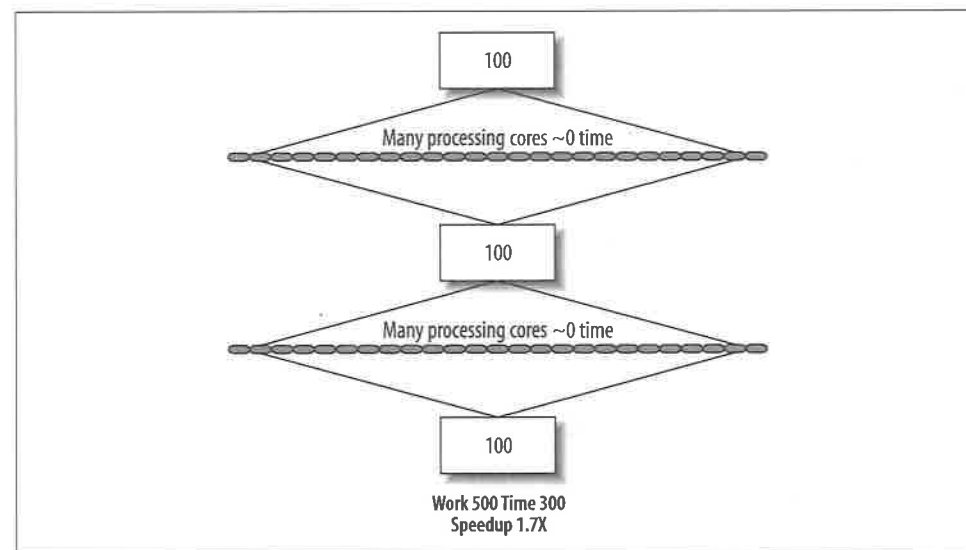 100
Many processing cores ~0 time
100
Many processing cores ~0 time
100
Work 500 Time 300
Speedup 1.7X